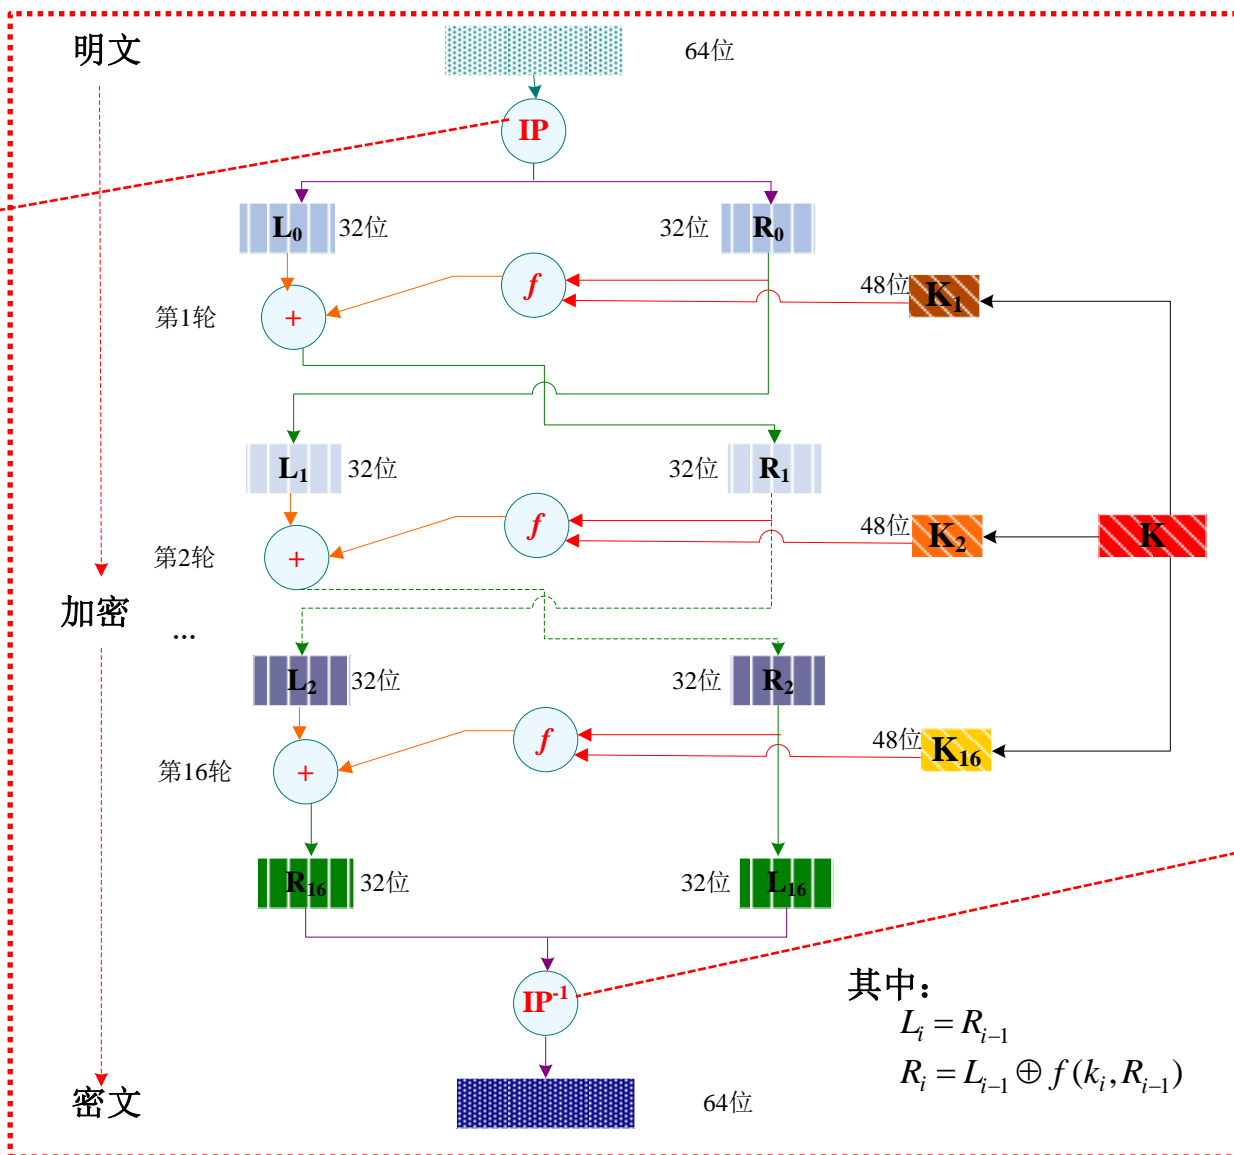 明文
64位
IP
L₀ 32位 32位 R₀
f 48位 K₁
第1轮 +
L₁ 32位 32位 R₁
f 48位 K₂ K
第2轮 +
加密
...
L₂ 32位 32位 R₂
f 48位 K₁₆
第16轮 +
R₁₆ 32位 32位 L₁₆
IP⁻¹
其中：
Lᵢ = Rᵢ₋₁
Rᵢ = Lᵢ₋₁ ⊕ f(kᵢ, Rᵢ₋₁)
密文
64位